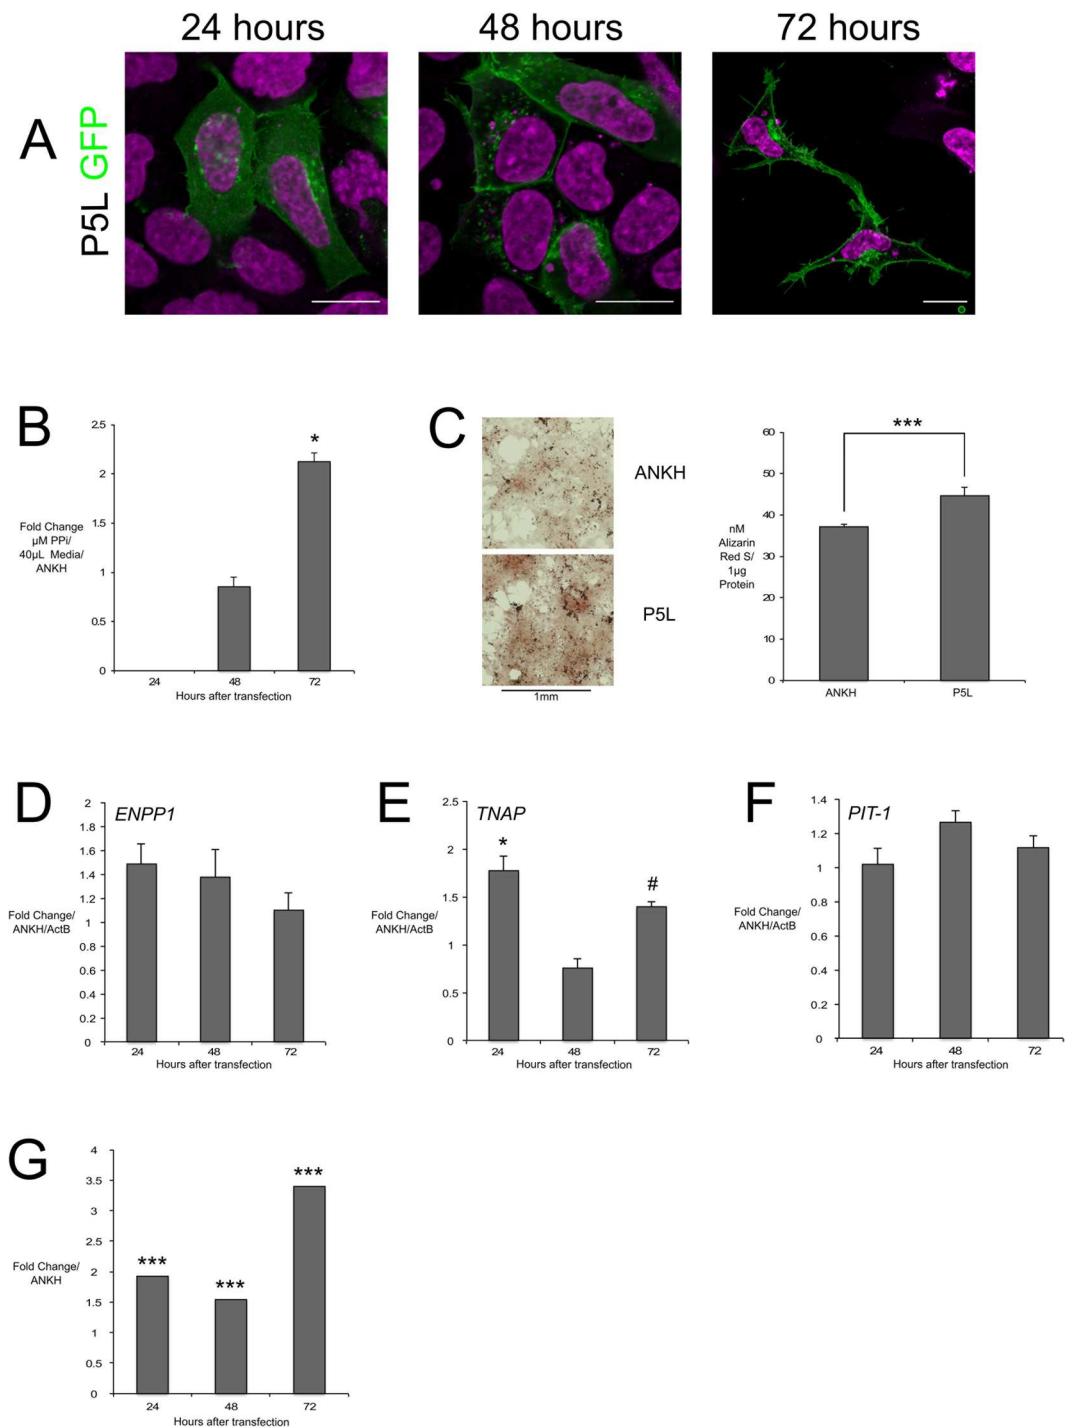 24 hours
48 hours
72 hours
A
P5L GFP
B
2.5
2
1.5
1
0.5
0
Fold Change
µM PPi/
40µL Media/
ANKH
*
24
48
72
Hours after transfection
C
ANKH
P5L
1mm
60
50
40
30
20
10
0
nM
Alizarin
Red S/
1µg
Protein
***
ANKH
P5L
D
ENPP1
2
1.8
1.6
1.4
1.2
1
0.8
0.6
0.4
0.2
0
Fold Change/
ANKH/ActB
24
48
72
Hours after transfection
E
TNAP
2.5
2
1.5
1
0.5
0
Fold Change/
ANKH/ActB
*
#
24
48
72
Hours after transfection
F
PIT-1
1.4
1.2
1
0.8
0.6
0.4
0.2
0
Fold Change/
ANKH/ActB
24
48
72
Hours after transfection
G
4
3.5
3
2.5
2
1.5
1
0.5
0
Fold Change/
ANKH
***
***
***
24
48
72
Hours after transfection